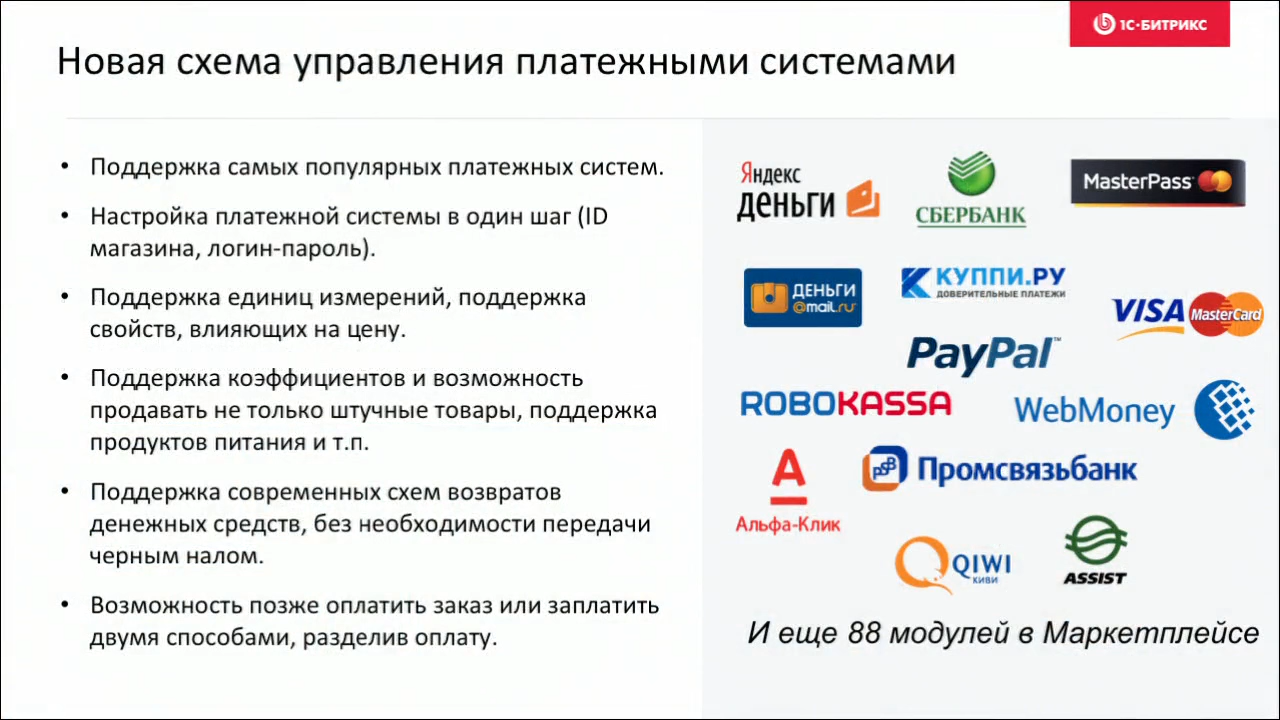 1С-БИТРИКС
Новая схема управления платежными системами
• Поддержка самых популярных платежных систем.
• Настройка платежной системы в один шаг (ID
магазина, логин-пароль).
• Поддержка единиц измерений, поддержка
свойств, влияющих на цену.
• Поддержка коэффициентов и возможность
продавать не только штучные товары, поддержка
продуктов питания и т.п.
• Поддержка современных схем возвратов
денежных средств, без необходимости передачи
черным налом.
• Возможность позже оплатить заказ или заплатить
двумя способами, разделив оплату.
Яндекс
деньги
СБЕРБАНК
MasterPass
ДЕНЬГИ
@mail.ru
КУППИ.РУ
ДОВЕРИТЕЛЬНЫЕ ПЛАТЕЖИ
VISA MasterCard
PayPal™
ROBOKASSA
WebMoney
А
Альфа-Клик
PSB Промсвязьбанк
QIWI
КИВИ
ASSIST
И еще 88 модулей в Маркетплейсе